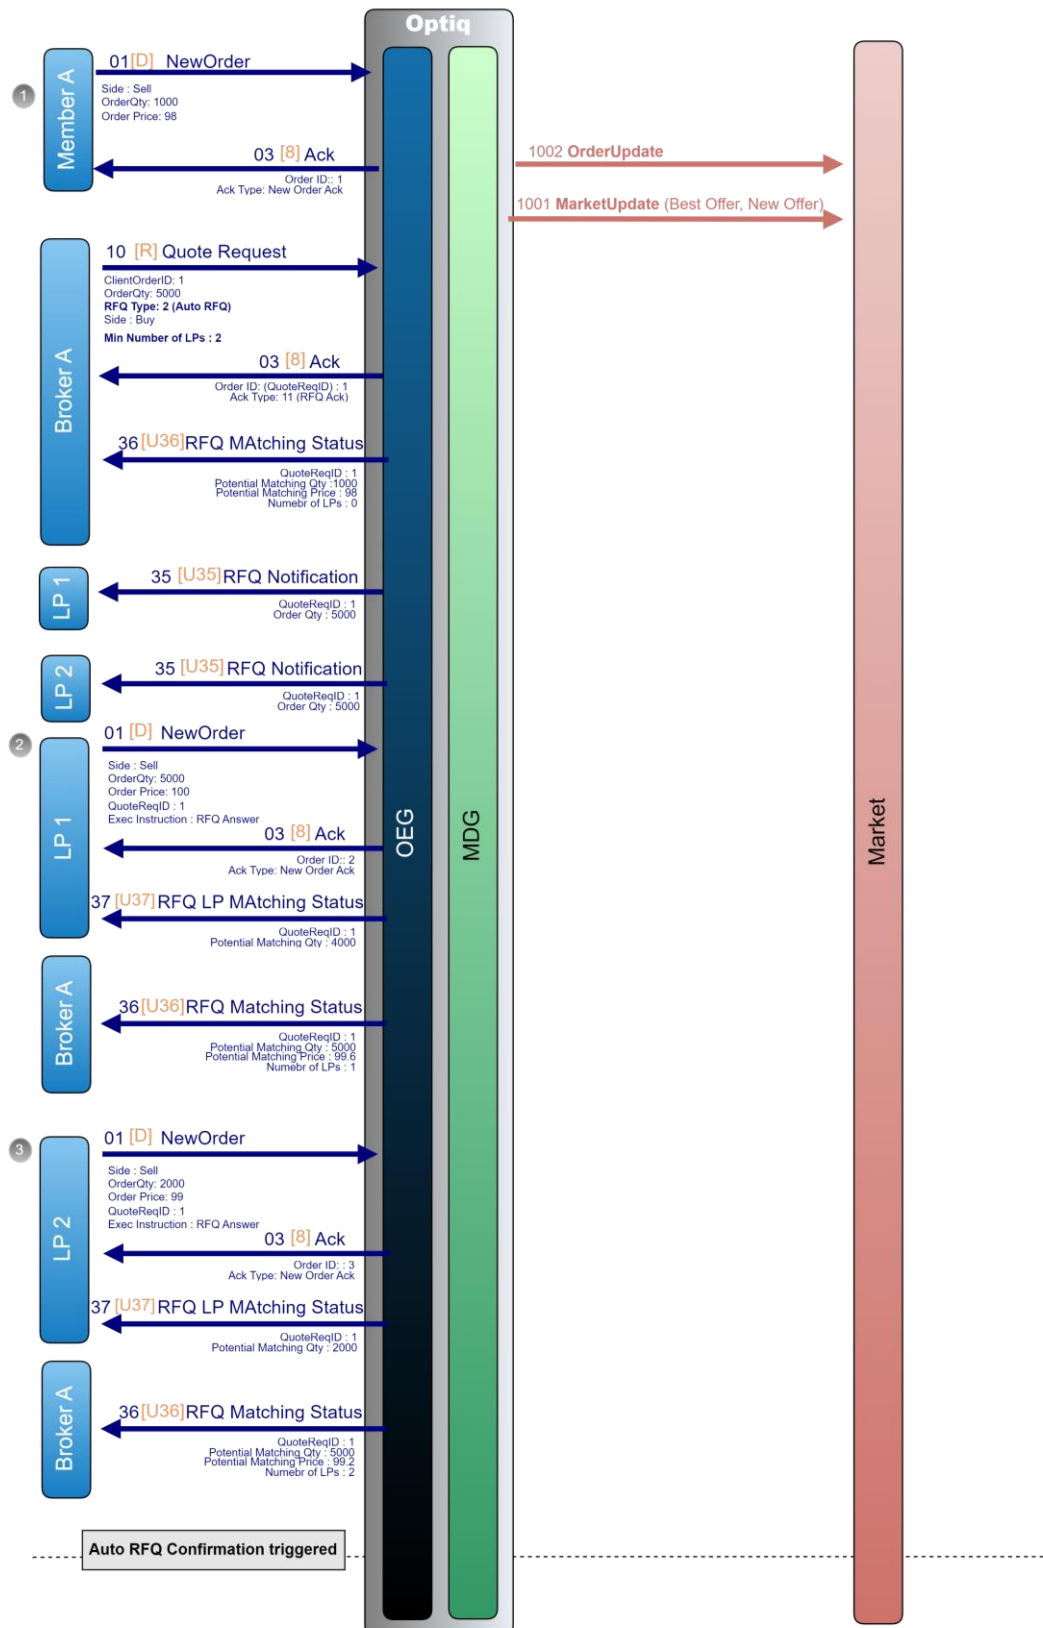 Optiq
01 [D] NewOrder
1
Member A
Side : Sell
OrderQty: 1000
Order Price: 98
03 [8] Ack
Order ID:: 1
Ack Type: New Order Ack
1002 OrderUpdate
1001 MarketUpdate (Best Offer, New Offer)
10 [R] Quote Request
Broker A
ClientOrderID: 1
OrderQty: 5000
RFQ Type: 2 (Auto RFQ)
Side : Buy
Min Number of LPs : 2
03 [8] Ack
Order ID: (QuoteReqID) : 1
Ack Type: 11 (RFQ Ack)
36 [U36] RFQ MAtching Status
QuoteReqID : 1
Potential Matching Qty :1000
Potential Matching Price : 98
Numebr of LPs : 0
LP 1
35 [U35] RFQ Notification
QuoteReqID : 1
Order Qty : 5000
LP 2
35 [U35] RFQ Notification
QuoteReqID : 1
Order Qty : 5000
2
01 [D] NewOrder
LP 1
Side : Sell
OrderQty: 5000
Order Price: 100
QuoteReqID : 1
Exec Instruction : RFQ Answer
03 [8] Ack
Order ID:: 2
Ack Type: New Order Ack
37 [U37] RFQ LP MAtching Status
QuoteReqID : 1
Potential Matching Qty : 4000
OEG
MDG
Market
Broker A
36 [U36] RFQ Matching Status
QuoteReqID : 1
Potential Matching Qty : 5000
Potential Matching Price : 99.6
Numebr of LPs : 1
3
01 [D] NewOrder
LP 2
Side : Sell
OrderQty: 2000
Order Price: 99
QuoteReqID : 1
Exec Instruction : RFQ Answer
03 [8] Ack
Order ID: : 3
Ack Type: New Order Ack
37 [U37] RFQ LP MAtching Status
QuoteReqID : 1
Potential Matching Qty : 2000
Broker A
36 [U36] RFQ Matching Status
QuoteReqID : 1
Potential Matching Qty : 5000
Potential Matching Price : 99.2
Numebr of LPs : 2
Auto RFQ Confirmation triggered